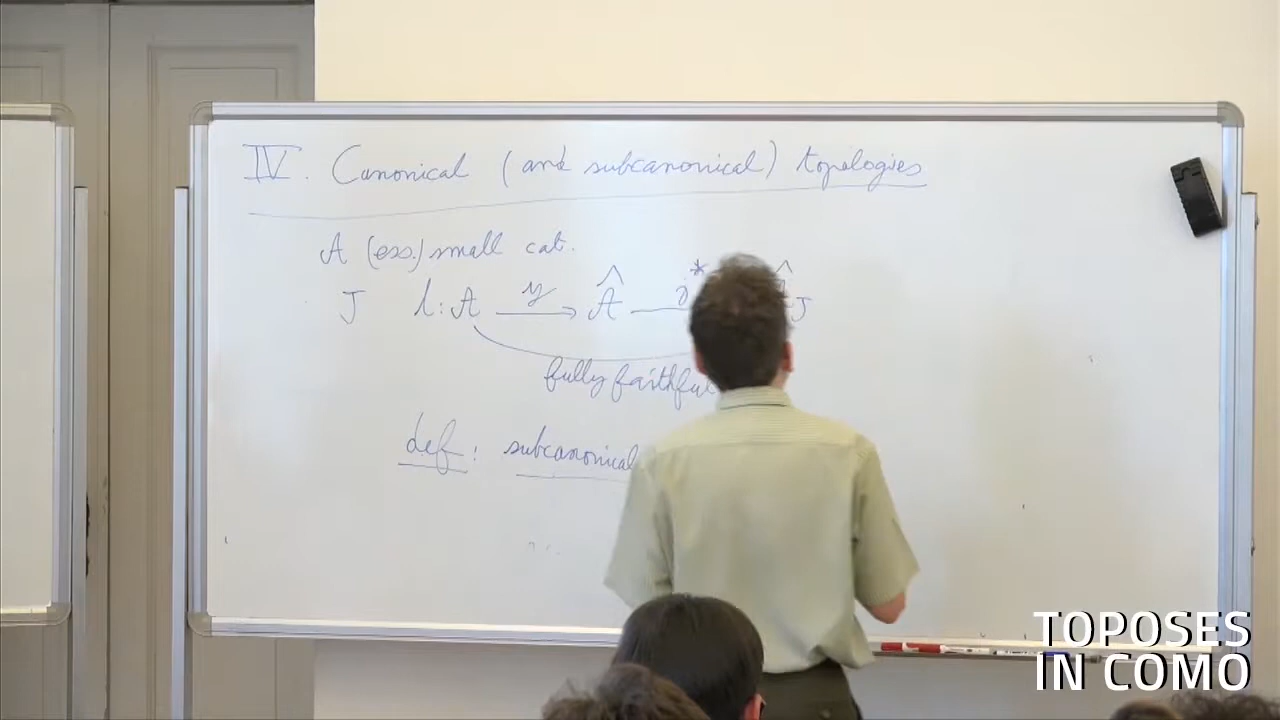 IV. Canonical (and subcanonical) topologies
A (ess.) small cat.
J l: A y Â * ^ J
fully faithful
def: subcanonical
TOPOSES
IN COMO